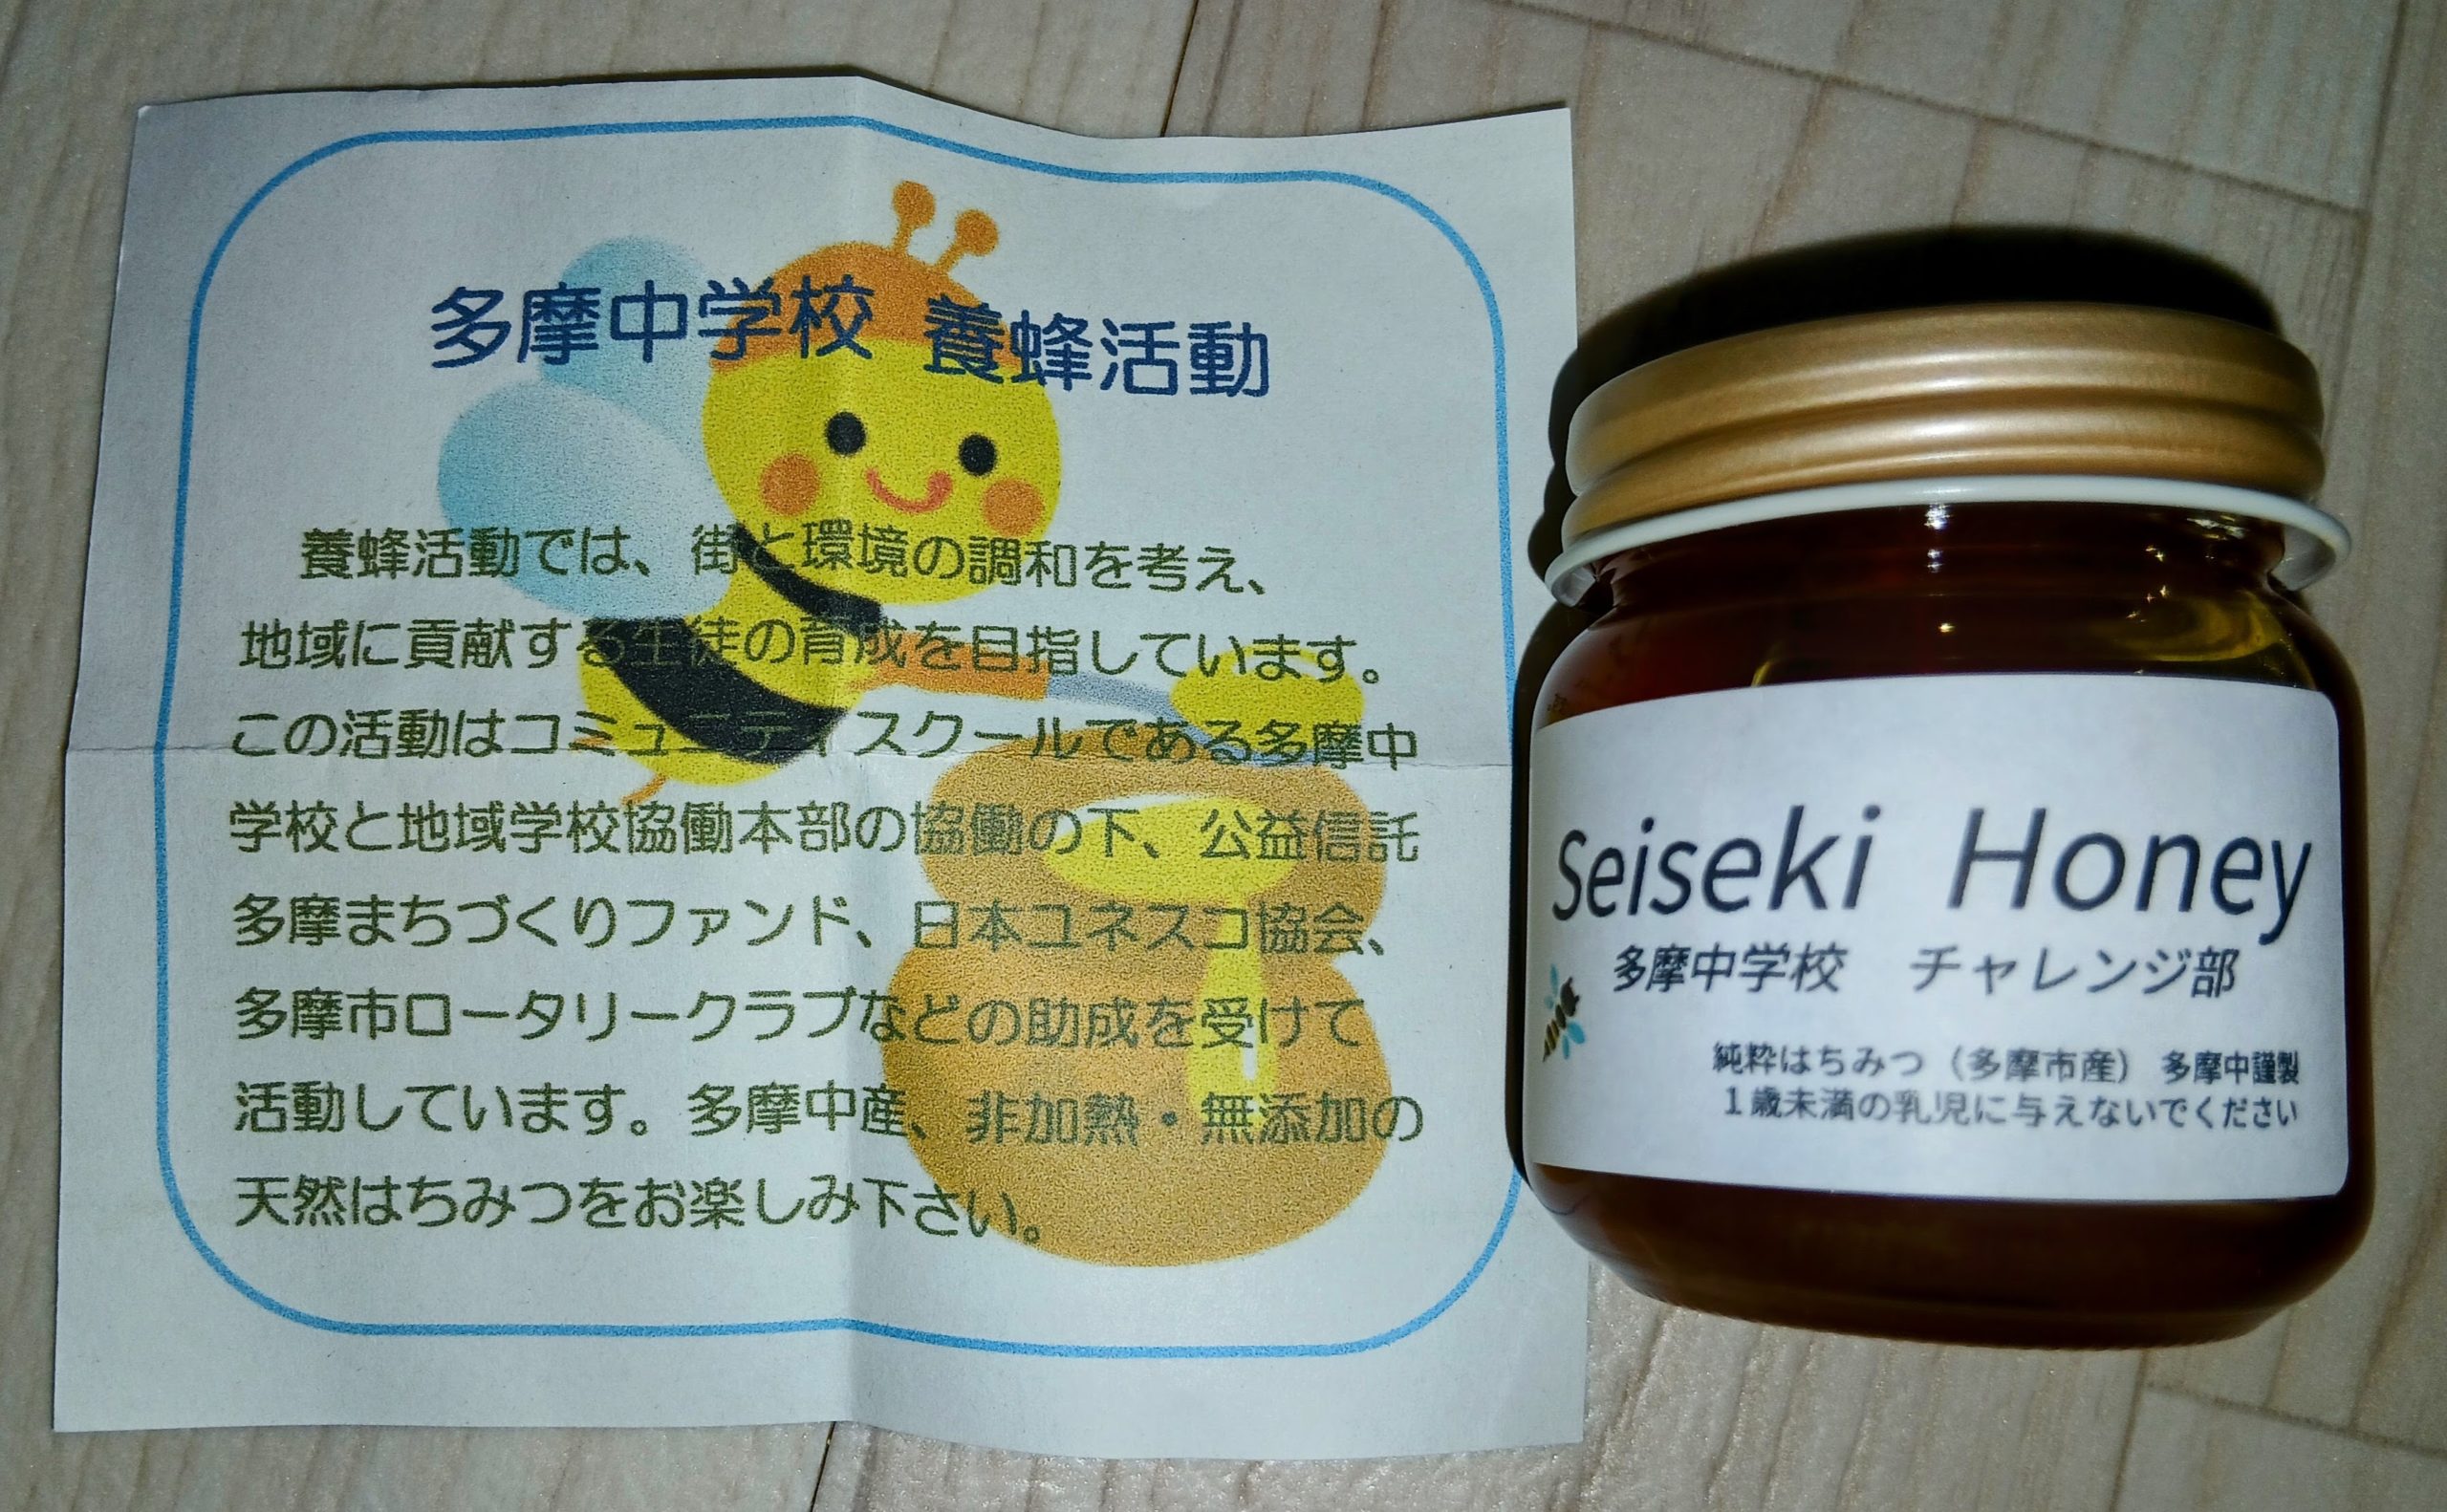 多摩中学校 養蜂活動
養蜂活動では、街と環境の調和を考え、
地域に貢献する生徒の育成を目指しています。
この活動はコミュニティスクールである多摩中
学校と地域学校協働本部の協働の下、公益信託
多摩まちづくりファンド、日本ユネスコ協会、
多摩市ロータリークラブなどの助成を受けて
活動しています。多摩中産、非加熱・無添加の
天然はちみつをお楽しみ下さい。
Seiseki Honey
多摩中学校 チャレンジ部
純粋はちみつ（多摩市産） 多摩中謹製
１歳未満の乳児に与えないでください